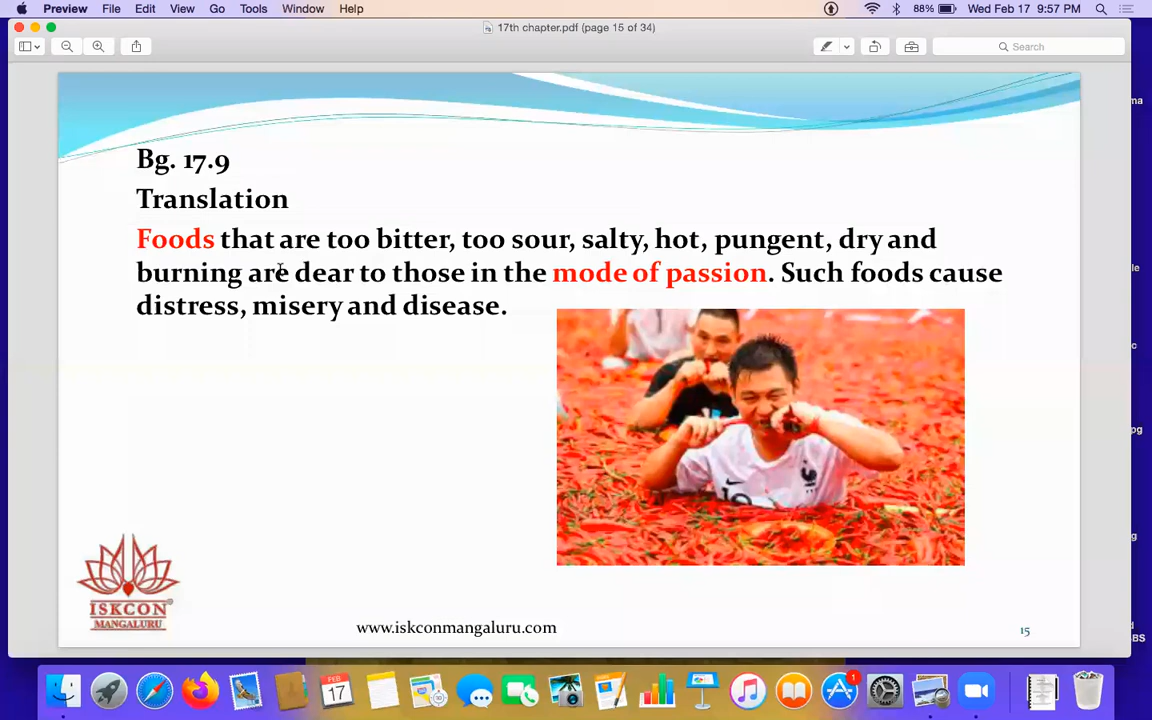 Preview File Edit View Go Tools Window Help 88% Wed Feb 17 9:57 PM
17th chapter.pdf (page 15 of 34)
Search
Bg. 17.9
Translation
Foods that are too bitter, too sour, salty, hot, pungent, dry and
burning are dear to those in the mode of passion. Such foods cause
distress, misery and disease.
ISKCON
MANGALURU
www.iskconmangaluru.com
15
FEB
17
1